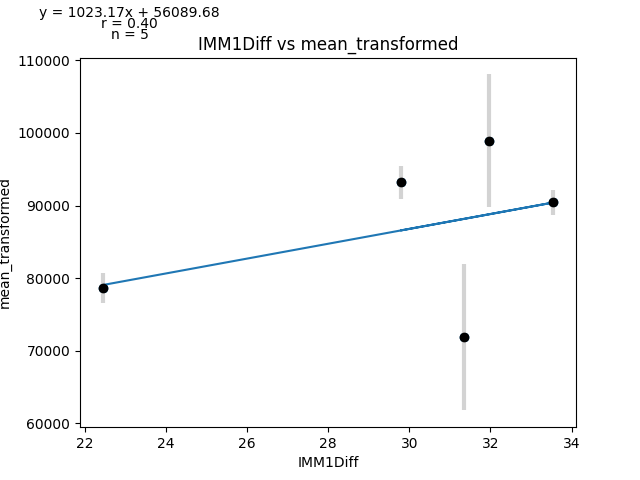 y = 1023.17x + 56089.68
r = 0.40
n = 5
IMM1Diff vs mean_transformed
110000
100000
90000
80000
70000
60000
mean_transformed
22 24 26 28 30 32 34
IMM1Diff